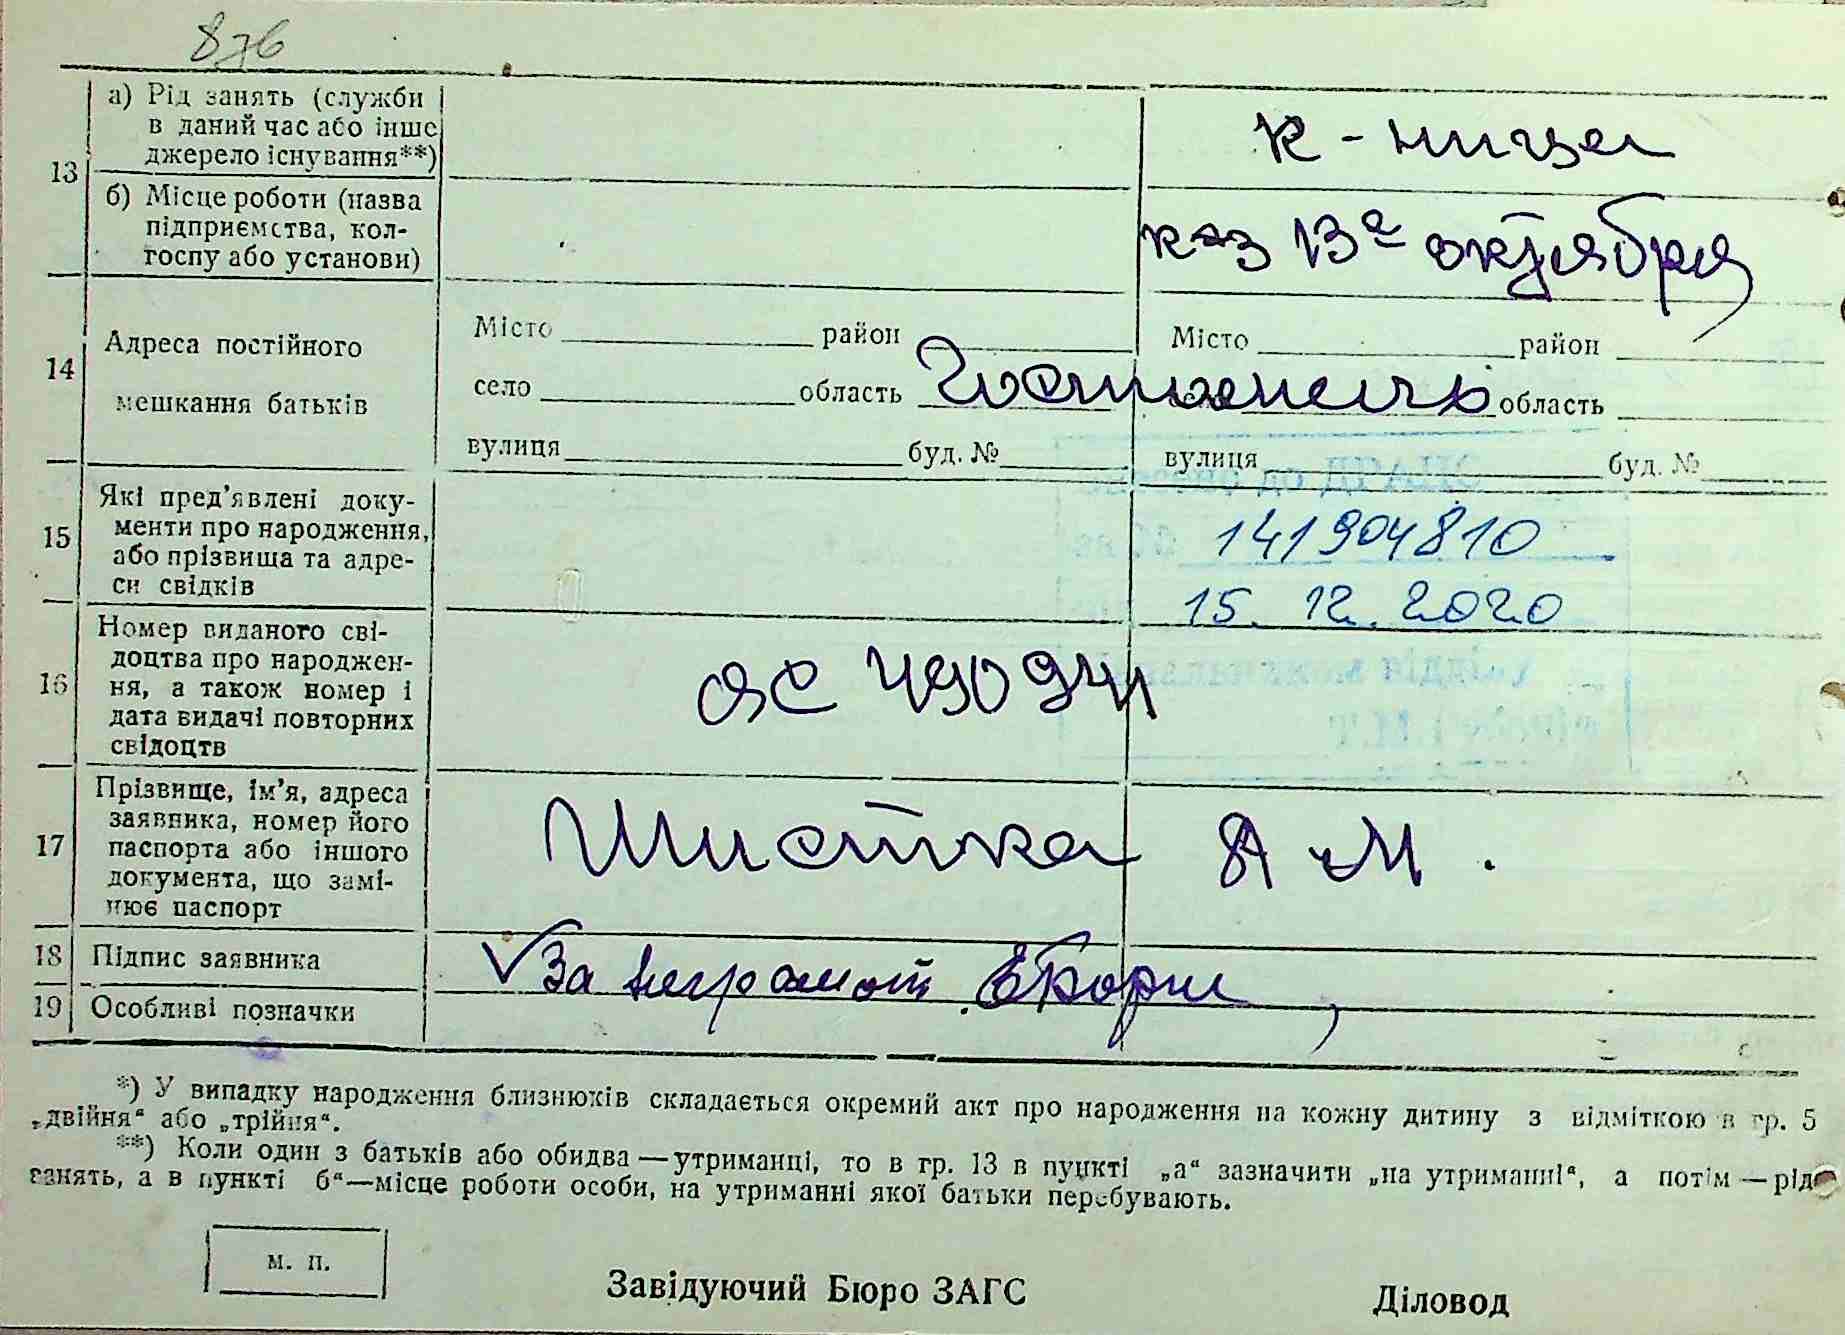 876
13
а) Рід занять (служби
в даний час або інше
джерело існування**)
к-ница
б) Місце роботи (назва
підприємства, кол-
госпу або установи)
к-з 13а октября
14
Адреса постійного
мешкання батьків
Місто район
село область
вулиця буд. №
Місто район
область
вулиця буд. №
15
Які пред'явлені доку-
менти про народження,
або прізвища та адре-
си свідків
141904810
15.12.2020
16
Номер виданого сві-
доцтва про народжен-
ня, а також номер і
дата видачі повторних
свідоцтв
17
Прізвище, ім'я, адреса
заявника, номер його
паспорта або іншого
документа, що замі-
нює паспорт
Шистка А М.
18
Підпис заявника
За неграмот.
19
Особливі позначки
*) У випадку народження близнюків складається окремий акт про народження на кожну дитину з відміткою в гр. 5
„двійня“ або „трійня“.
**) Коли один з батьків або обидва—утриманці, то в гр. 13 в пункті „а“ зазначити „на утриманні“, а потім—рід
занять, а в пункті б“—місце роботи особи, на утриманні якої батьки перебувають.
м. п.
Завідуючий Бюро ЗАГС
Діловод